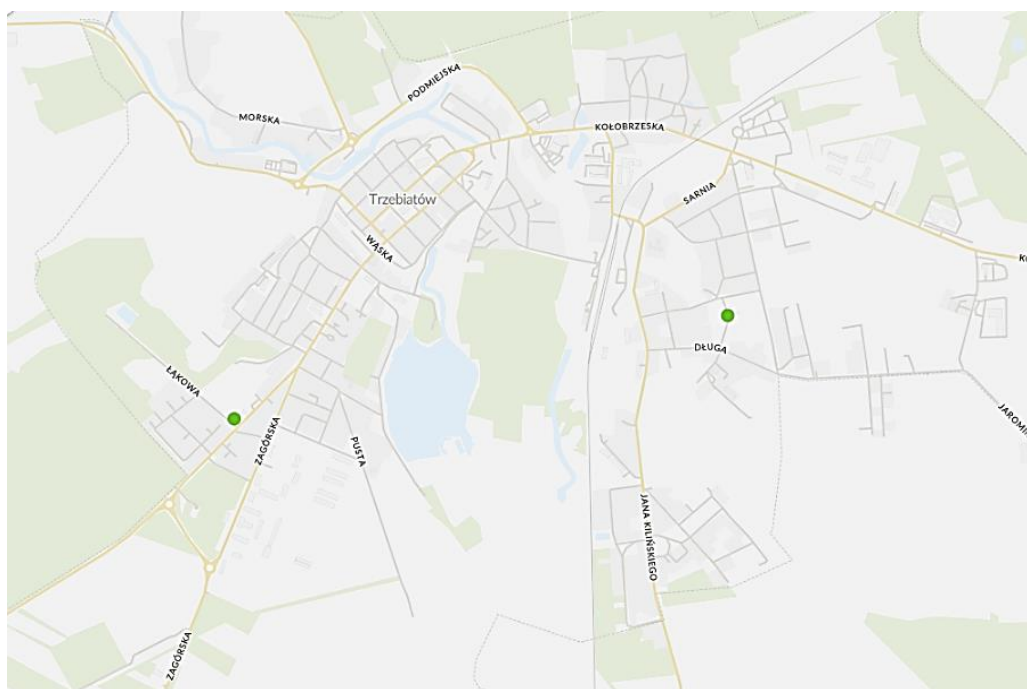 PODMIEJSKA
MORSKA
KOŁOBRZESKA
SARNIA
Trzebiatów
WĄSKA
DŁUGA
ŁĄKOWA
ZAGÓRSKA
PUSTA
JANA KILIŃSKIEGO
ZAGÓRSKA